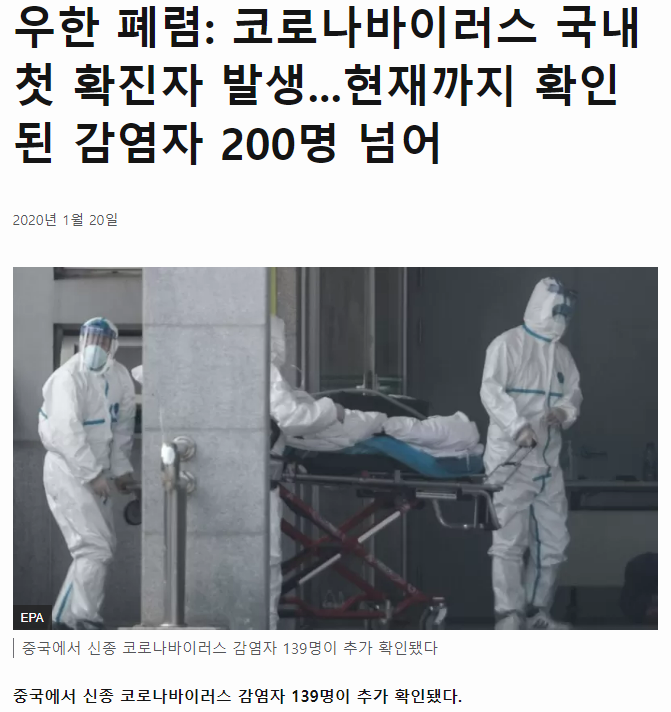 우한 폐렴: 코로나바이러스 국내
첫 확진자 발생...현재까지 확인
된 감염자 200명 넘어
2020년 1월 20일
EPA
중국에서 신종 코로나바이러스 감염자 139명이 추가 확인됐다
중국에서 신종 코로나바이러스 감염자 139명이 추가 확인됐다.